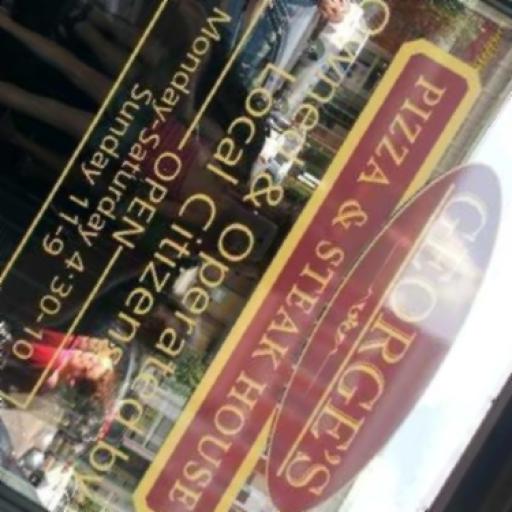 GEORGE'S
PIZZA & STEAK HOUSE
Owned & Operated by
Local Citizens
OPEN
Monday-Saturday 4:30-10
Sunday 11-9